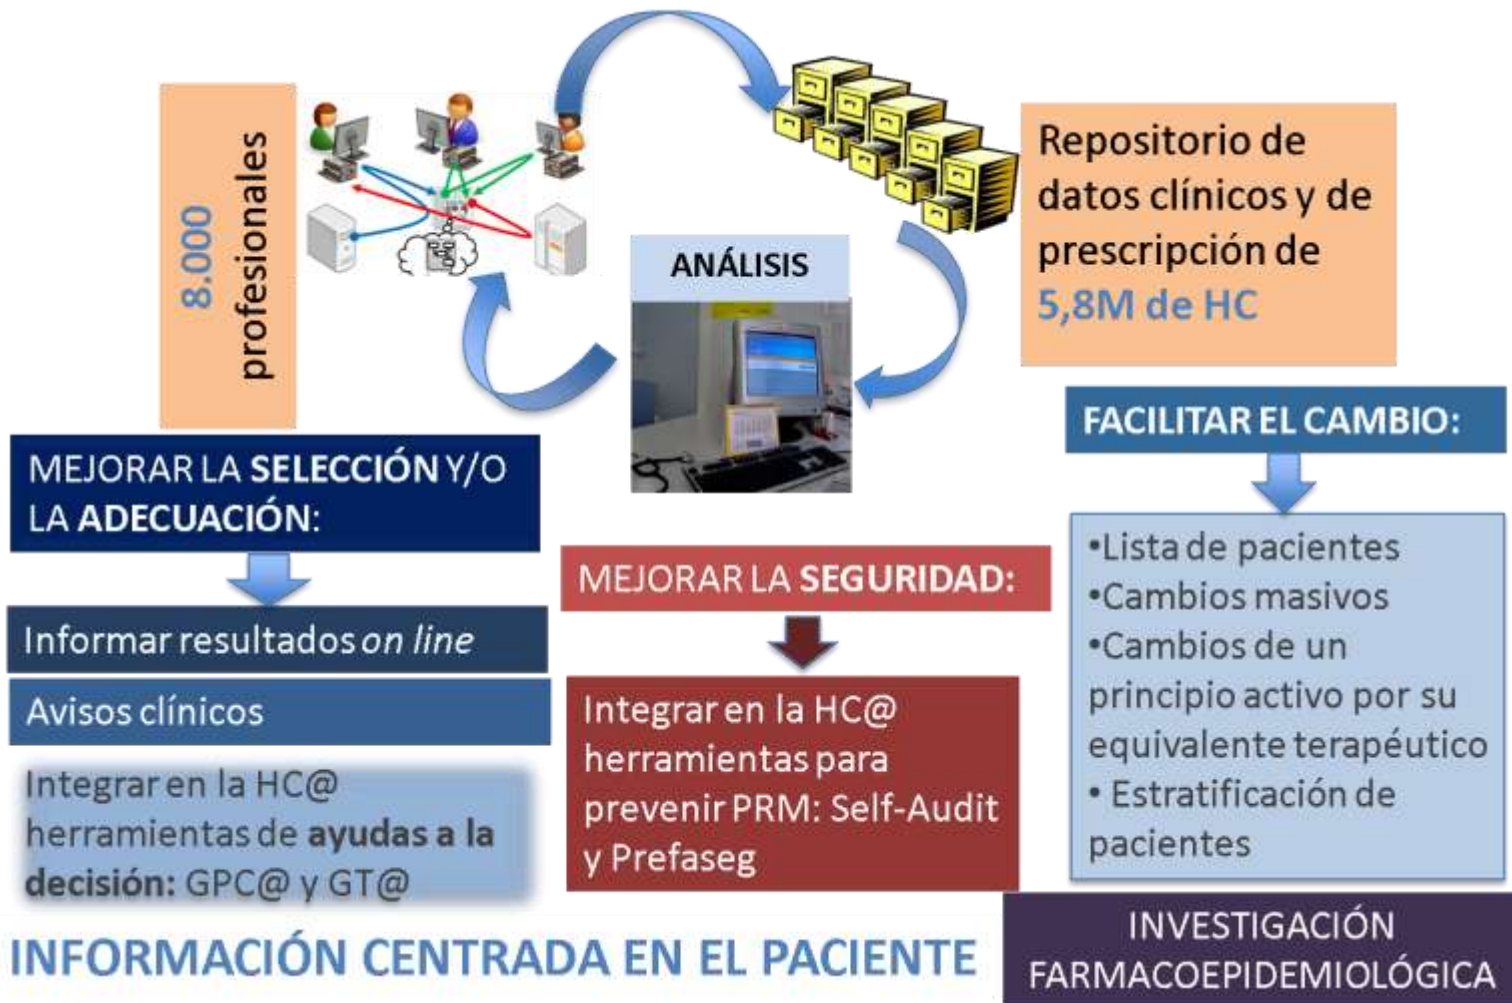 8.000
profesionales
Repositorio de
datos clínicos y de
prescripción de
5,8M de HC
ANÁLISIS
MEJORAR LA SELECCIÓN Y/O
LA ADECUACIÓN:
Informar resultados on line
Avisos clínicos
Integrar en la HC@
herramientas de ayudas a la
decisión: GPC@ y GT@
MEJORAR LA SEGURIDAD:
Integrar en la HC@
herramientas para
prevenir PRM: Self-Audit
y Prefaseg
FACILITAR EL CAMBIO:
•Lista de pacientes
•Cambios masivos
•Cambios de un
principio activo por su
equivalente terapéutico
• Estratificación de
pacientes
INFORMACIÓN CENTRADA EN EL PACIENTE
INVESTIGACIÓN
FARMACOEPIDEMIOLÓGICA